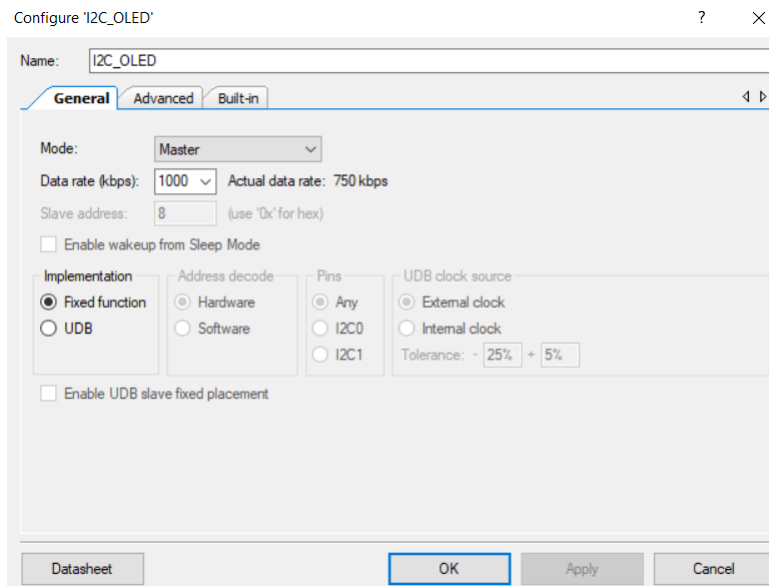 Configure 'I2C_OLED'
?
Name: I2C_OLED
General Advanced Built-in
Mode: Master
Data rate (kbps): 1000 Actual data rate: 750 kbps
Slave address: 8 (use '0x' for hex)
Enable wakeup from Sleep Mode
Implementation Address decode Pins UDB clock source
Fixed function Hardware Any External clock
UDB Software I2C0 Internal clock
I2C1 Tolerance: - 25% + 5%
Enable UDB slave fixed placement
Datasheet OK Apply Cancel